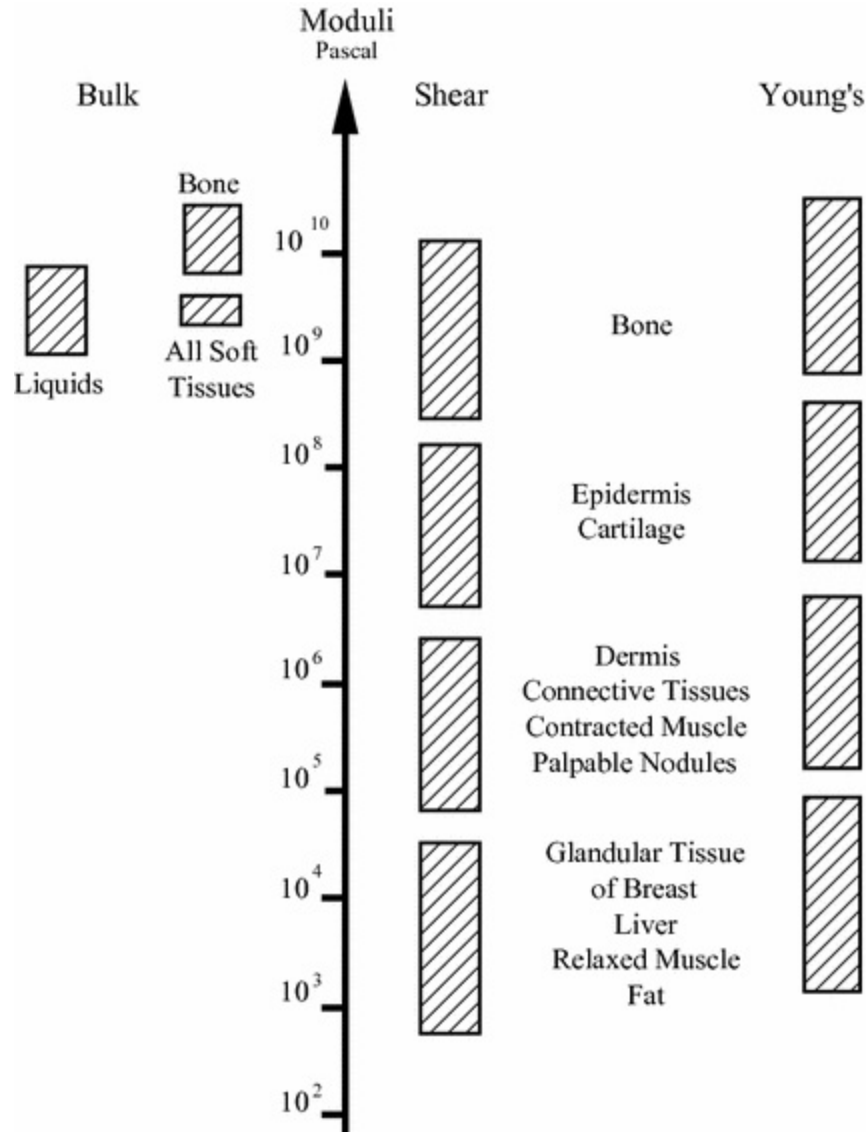 Moduli
Pascal
Bulk
Shear
Young's
Bone
10^10
Liquids
All Soft
Tissues
10^9
Bone
10^8
Epidermis
Cartilage
10^7
10^6
Dermis
Connective Tissues
Contracted Muscle
Palpable Nodules
10^5
Glandular Tissue
of Breast
Liver
Relaxed Muscle
Fat
10^4
10^3
10^2